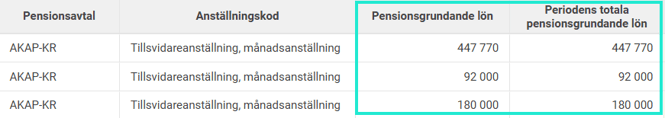 Pensionsavtal Anställningskod Pensionsgrundande lön Periodens totala pensionsgrundande lön
AKAP-KR Tillsvidareanställning, månadsanställning 447 770 447 770
AKAP-KR Tillsvidareanställning, månadsanställning 92 000 92 000
AKAP-KR Tillsvidareanställning, månadsanställning 180 000 180 000